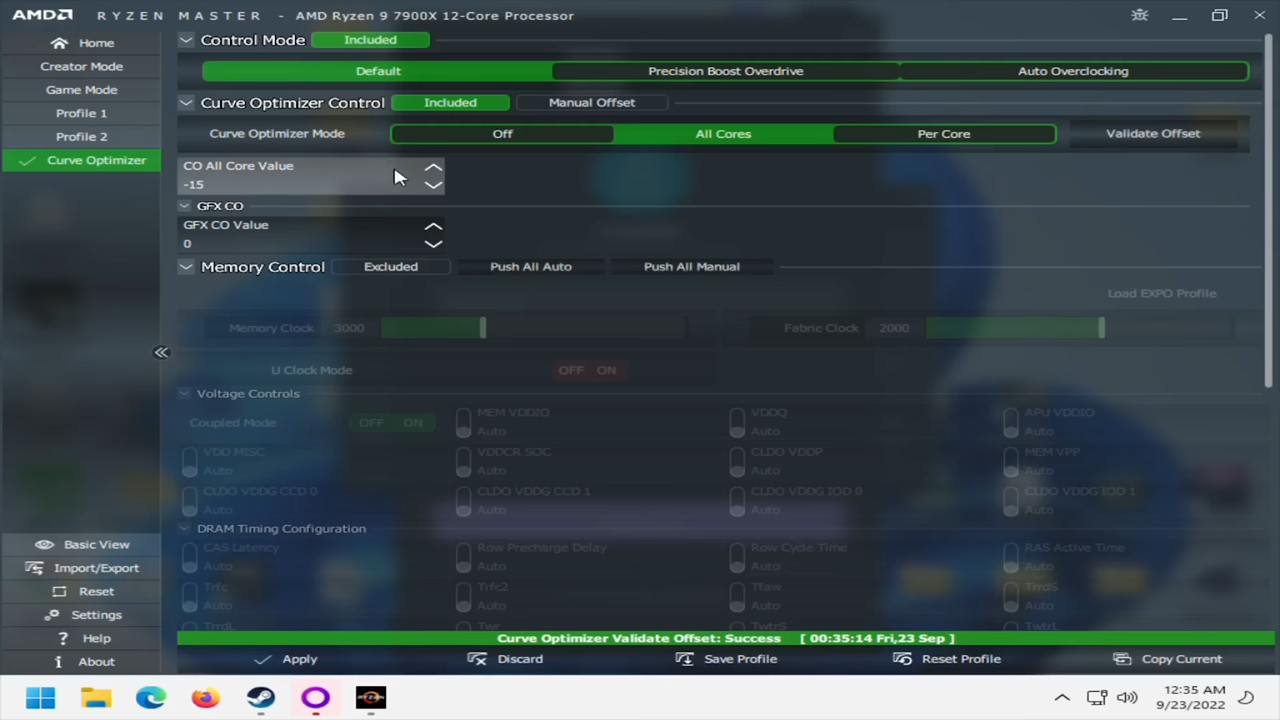 AMD RYZEN MASTER - AMD Ryzen 9 7900X 12-Core Processor
Home
Creator Mode
Game Mode
Profile 1
Profile 2
Curve Optimizer
Control Mode Included
Default Precision Boost Overdrive Auto Overclocking
Curve Optimizer Control Included Manual Offset
Curve Optimizer Mode Off All Cores Per Core Validate Offset
CO All Core Value
-15
GFX CO
GFX CO Value
0
Memory Control Excluded Push All Auto Push All Manual
Load EXPO Profile
Memory Clock 3000 Fabric Clock 2000
U Clock Mode OFF ON
Voltage Controls
Coupled Mode OFF ON
MEM VDDIO
Auto
VDDQ
Auto
APU VDDIO
Auto
VDD MISC
Auto
VDDCR SOC
Auto
CLDO VDDP
Auto
MEM VPP
Auto
CLDO VDDG CCD 0
Auto
CLDO VDDG CCD 1
Auto
CLDO VDDG IOD 0
Auto
CLDO VDDG IOD 1
Auto
DRAM Timing Configuration
CAS Latency
Auto
Row Precharge Delay
Auto
Row Cycle Time
Auto
RAS Active Time
Auto
Trfc
Auto
Trfc2
Auto
Tfaw
Auto
TrrdS
Auto
TrrdL
Twr
TwtrS
TwtrL
Basic View
Import/Export
Reset
Settings
Help
About
Curve Optimizer Validate Offset: Success [ 00:35:14 Fri,23 Sep ]
Apply Discard Save Profile Reset Profile Copy Current
RYZEN
12:35 AM
9/23/2022